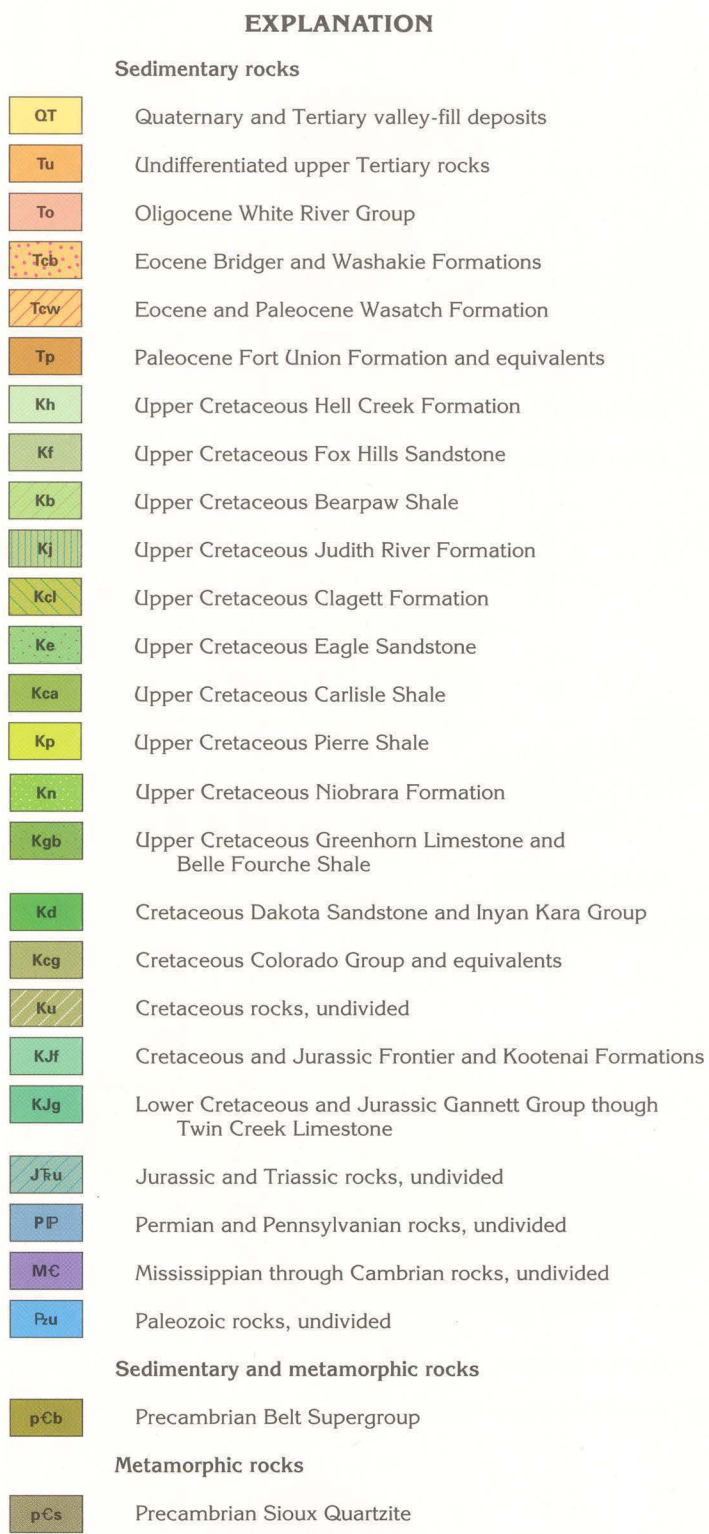 EXPLANATION
Sedimentary rocks
QT Quaternary and Tertiary valley-fill deposits
Tu Undifferentiated upper Tertiary rocks
To Oligocene White River Group
Tcb Eocene Bridger and Washakie Formations
Tcw Eocene and Paleocene Wasatch Formation
Tp Paleocene Fort Union Formation and equivalents
Kh Upper Cretaceous Hell Creek Formation
Kf Upper Cretaceous Fox Hills Sandstone
Kb Upper Cretaceous Bearpaw Shale
Kj Upper Cretaceous Judith River Formation
Kcl Upper Cretaceous Clagett Formation
Ke Upper Cretaceous Eagle Sandstone
Kca Upper Cretaceous Carlisle Shale
Kp Upper Cretaceous Pierre Shale
Kn Upper Cretaceous Niobrara Formation
Kgb Upper Cretaceous Greenhorn Limestone and
Belle Fourche Shale
Kd Cretaceous Dakota Sandstone and Inyan Kara Group
Kcg Cretaceous Colorado Group and equivalents
Ku Cretaceous rocks, undivided
KJf Cretaceous and Jurassic Frontier and Kootenai Formations
KJg Lower Cretaceous and Jurassic Gannett Group though
Twin Creek Limestone
JTRu Jurassic and Triassic rocks, undivided
PℙP Permian and Pennsylvanian rocks, undivided
M€ Mississippian through Cambrian rocks, undivided
Pzu Paleozoic rocks, undivided
Sedimentary and metamorphic rocks
p€b Precambrian Belt Supergroup
Metamorphic rocks
p€s Precambrian Sioux Quartzite